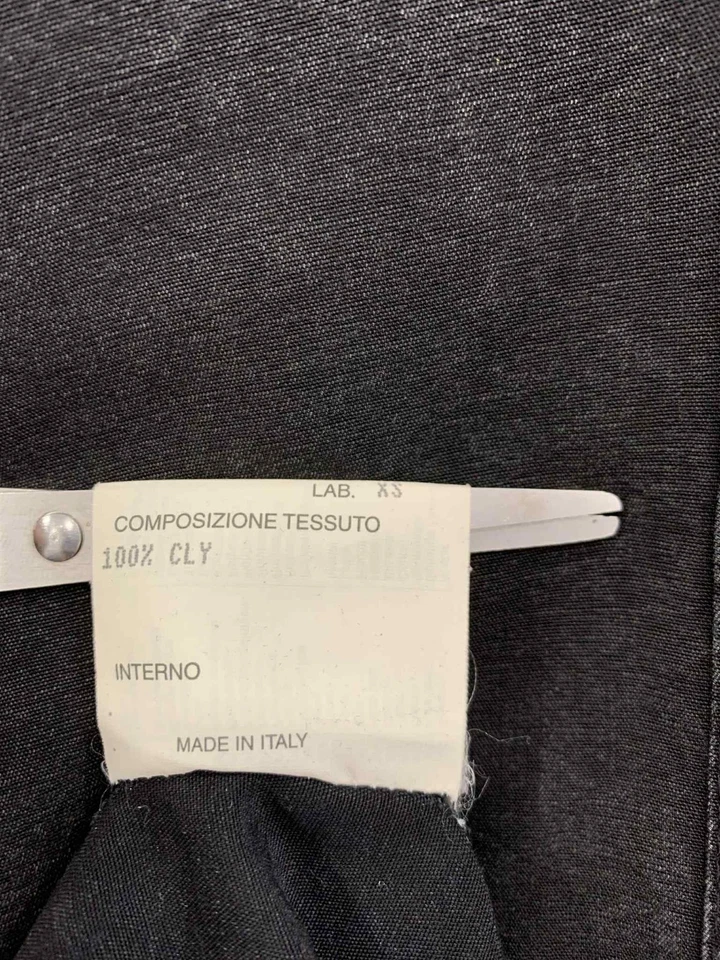 LAB. XS
COMPOSIZIONE TESSUTO
100% CLY
INTERNO
MADE IN ITALY